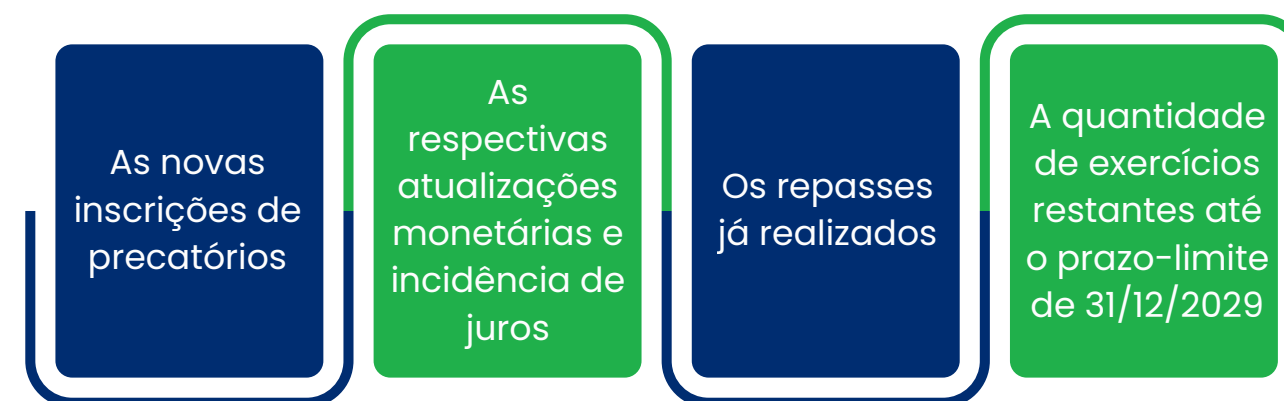 As novas
inscrições de
precatórios
As
respectivas
atualizações
monetárias e
incidência de
juros
Os repasses
já realizados
A quantidade
de exercícios
restantes até
o prazo-limite
de 31/12/2029